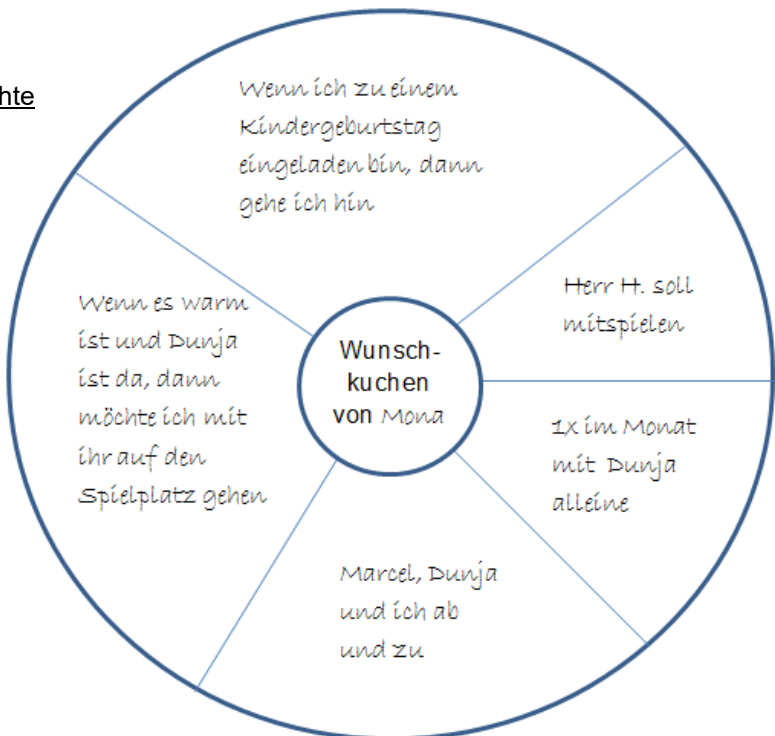 hte
Wenn ich zu einem
Kindergeburtstag
eingeladen bin, dann
gehe ich hin
Herr H. soll
mitspielen
Wenn es warm
ist und Dunja
ist da, dann
möchte ich mit
ihr auf den
Spielplatz gehen
Wunsch-
kuchen
von Mona
1x im Monat
mit Dunja
alleine
Marcel, Dunja
und ich ab
und zu